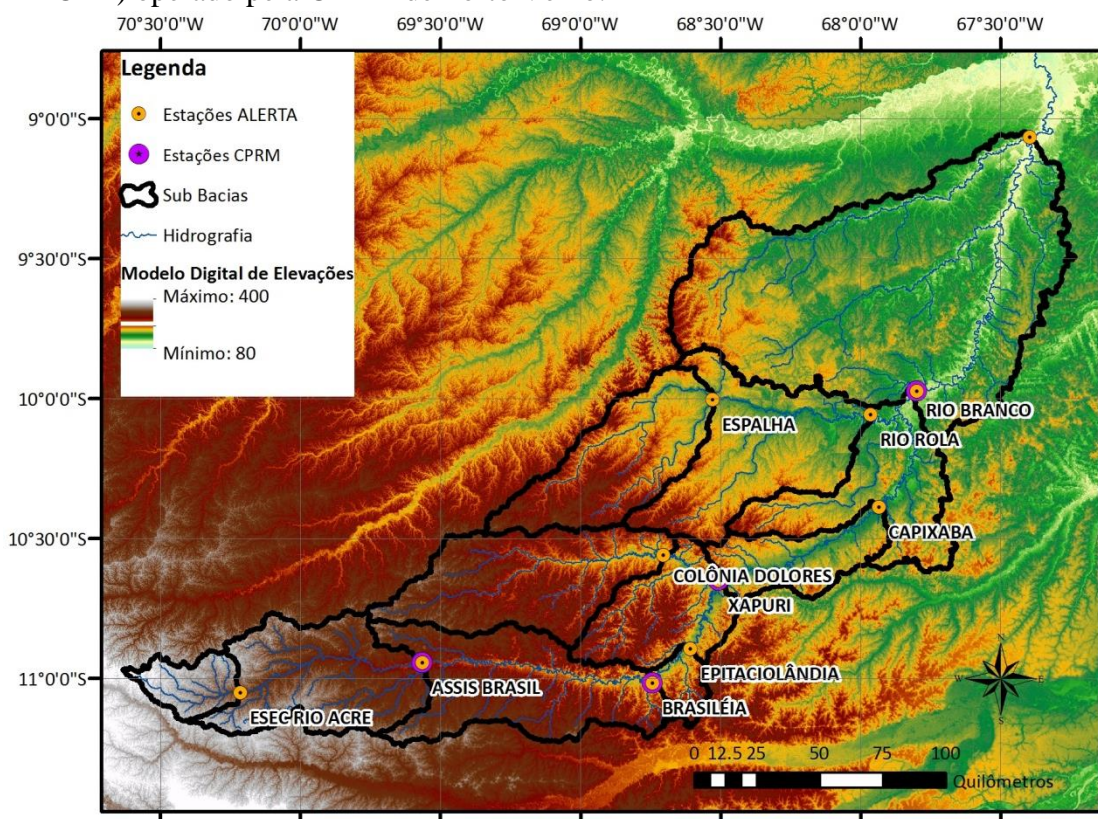 70°30'0"W 70°0'0"W 69°30'0"W 69°0'0"W 68°30'0"W 68°0'0"W 67°30'0"W
Legenda
Estações ALERTA
Estações CPRM
Sub Bacias
Hidrografia
Modelo Digital de Elevações
Máximo: 400
Mínimo: 80
9°0'0"S
9°30'0"S
10°0'0"S
10°30'0"S
11°0'0"S
RIO BRANCO
ESPALHA
RIO ROLA
CAPIXABA
COLÔNIA DOLORES
XAPURI
EPITACIOLÂNDIA
ASSIS BRASIL
BRASILÉIA
ESEC RIO ACRE
N
W E
S
0 12.5 25 50 75 100
Quilômetros